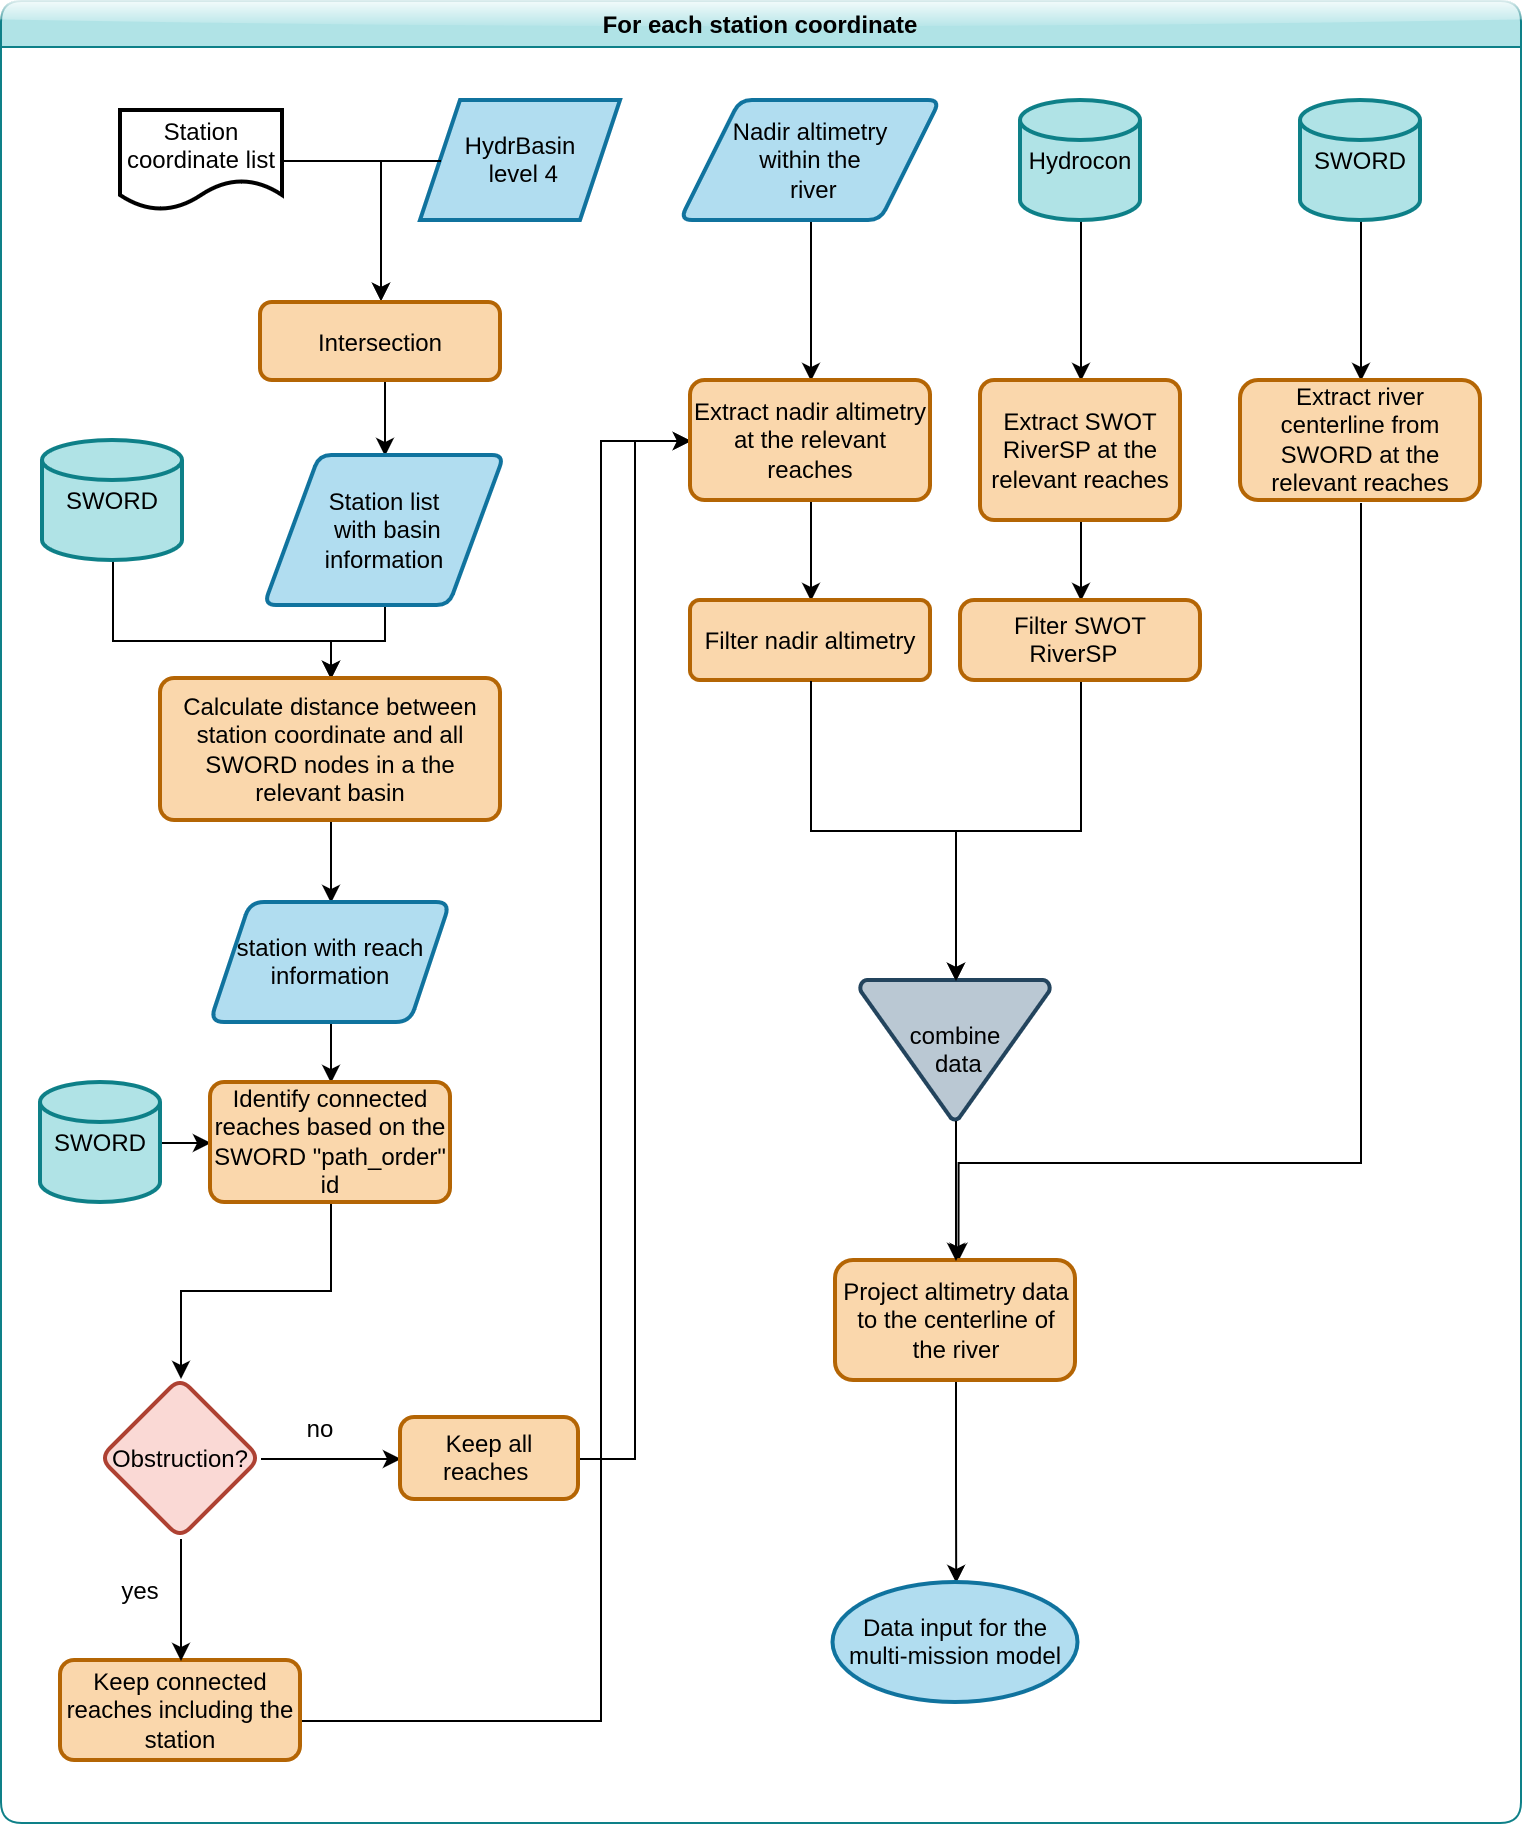 For each station coordinate
Station
coordinate list
HydrBasin
level 4
Nadir altimetry
within the
river
Hydrocon
SWORD
Intersection
Extract nadir altimetry
at the relevant
reaches
Extract SWOT
RiverSP at the
relevant reaches
Extract river
centerline from
SWORD at the
relevant reaches
SWORD
Station list
with basin
information
Filter nadir altimetry
Filter SWOT
RiverSP
Calculate distance between
station coordinate and all
SWORD nodes in a the
relevant basin
station with reach
information
combine
data
SWORD
Identify connected
reaches based on the
SWORD "path_order"
id
Project altimetry data
to the centerline of
the river
Obstruction?
no
Keep all
reaches
yes
Keep connected
reaches including the
station
Data input for the
multi-mission model